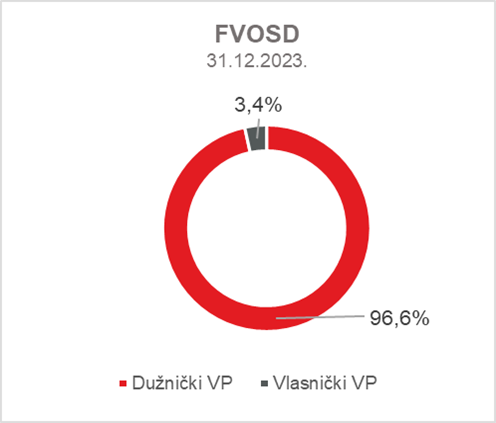 FVOSD
31.12.2023.
3,4%
96,6%
Dužnički VP
Vlasnički VP